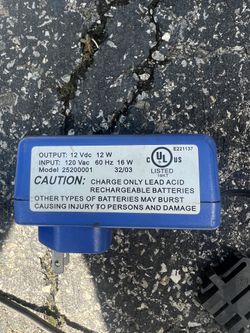 OUTPUT: 12 Vdc 12 W
INPUT: 120 Vac 60 Hz 16 W
Model 25200001 32/03
E221137
C UL US
LISTED
CAUTION: CHARGE ONLY LEAD ACID
RECHARGEABLE BATTERIES
OTHER TYPES OF BATTERIES MAY BURST
CAUSING INJURY TO PERSONS AND DAMAGE